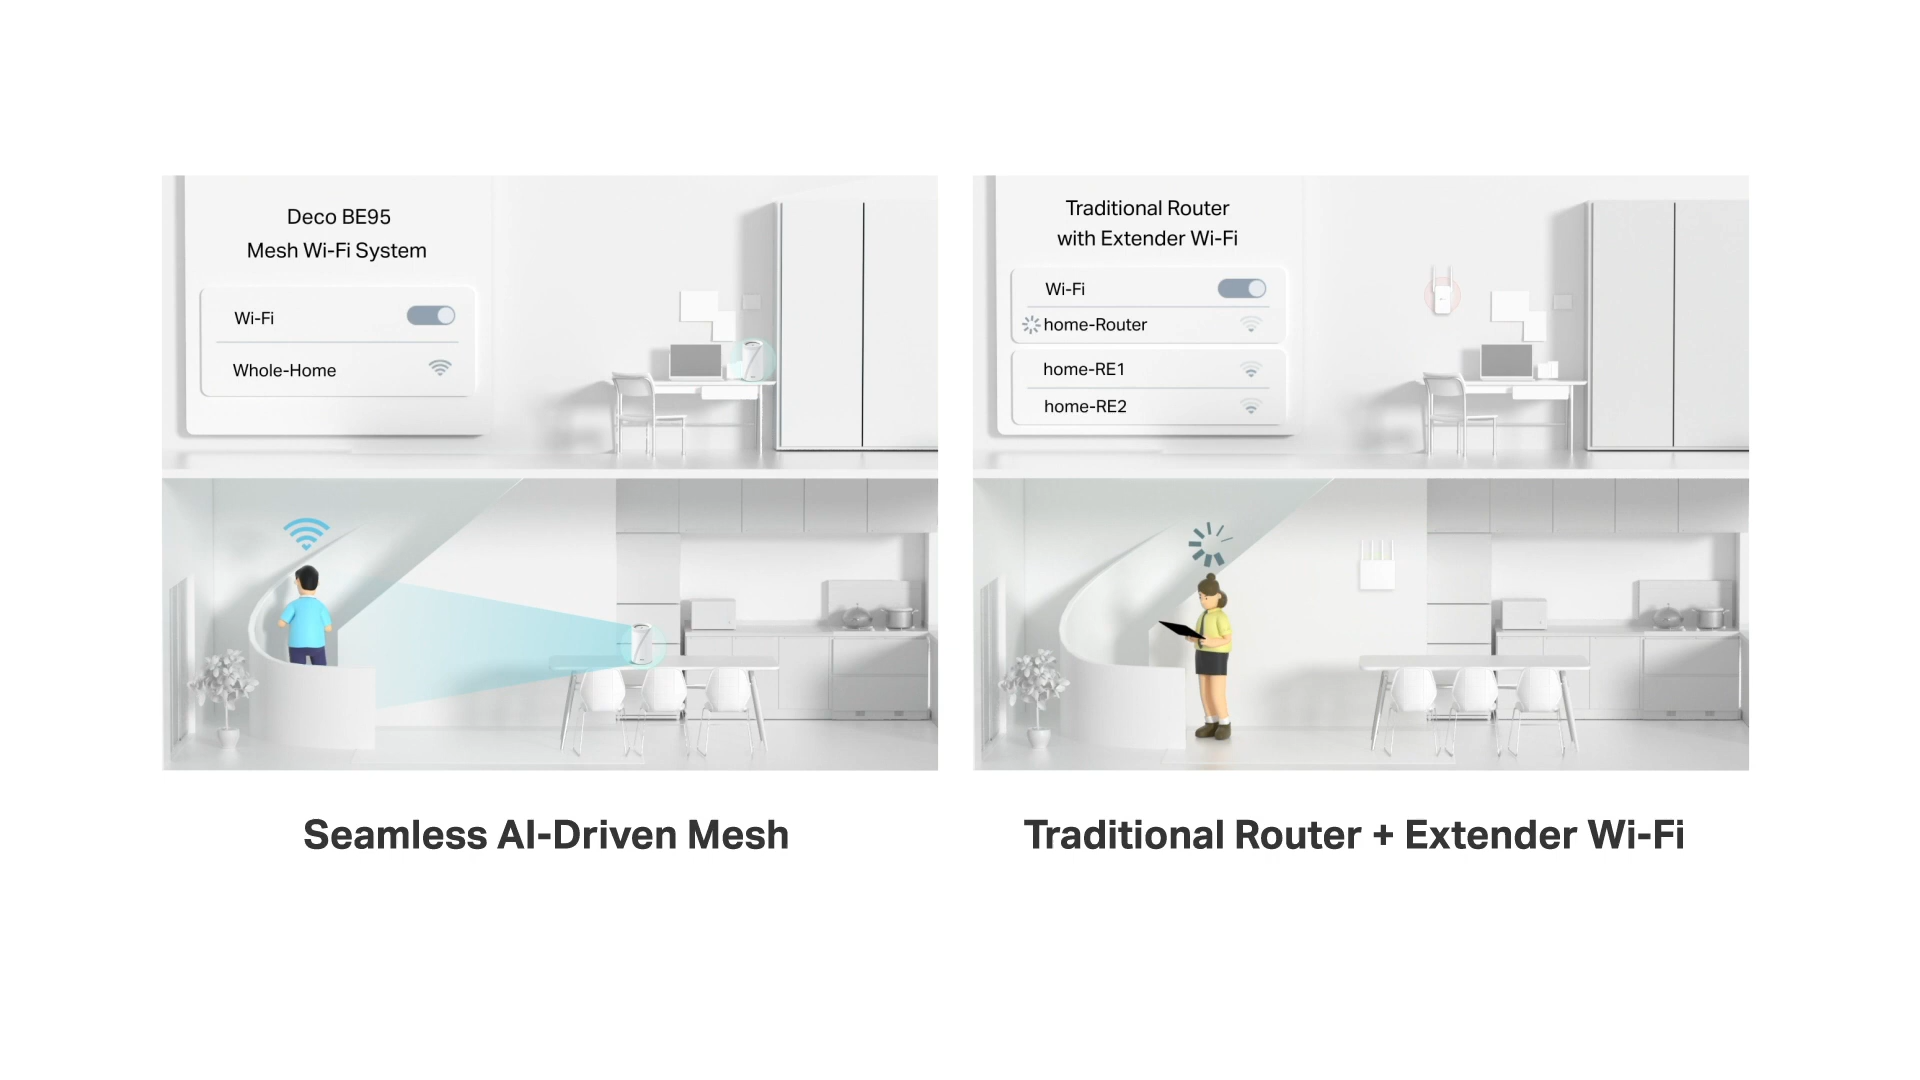 Deco BE95
Mesh Wi-Fi System
Wi-Fi
Whole-Home
Traditional Router
with Extender Wi-Fi
Wi-Fi
home-Router
home-RE1
home-RE2
Seamless AI-Driven Mesh
Traditional Router + Extender Wi-Fi